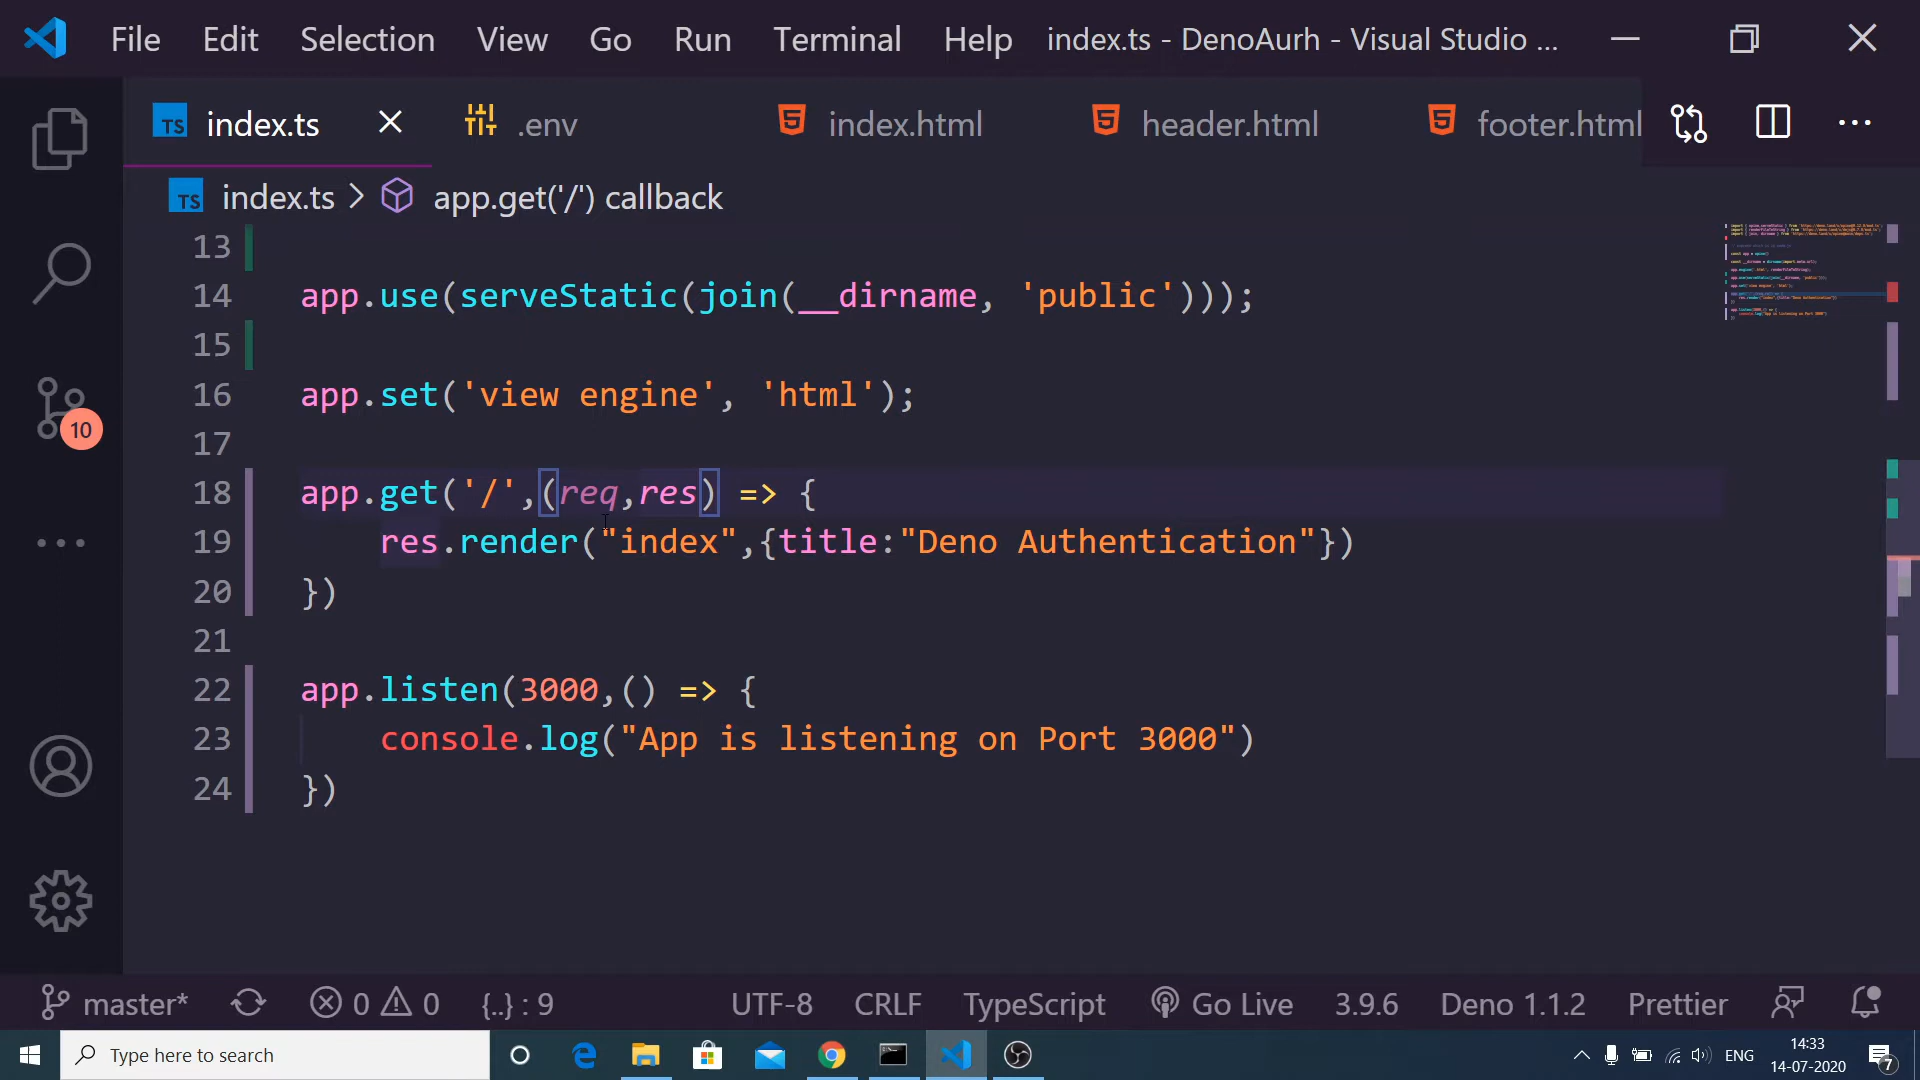 File Edit Selection View Go Run Terminal Help index.ts - DenoAurh - Visual Studio ...
TS index.ts .env index.html header.html footer.html
TS index.ts > app.get('/') callback
13
14 app.use(serveStatic(join(__dirname, 'public')));
15
16 app.set('view engine', 'html');
17
18 app.get('/',(req,res) => {
19 res.render("index",{title:"Deno Authentication"})
20 })
21
22 app.listen(3000,() => {
23 console.log("App is listening on Port 3000")
24 })
10
master* 0 0 {..} : 9 UTF-8 CRLF TypeScript Go Live 3.9.6 Deno 1.1.2 Prettier
Type here to search ENG 14:33
14-07-2020 7